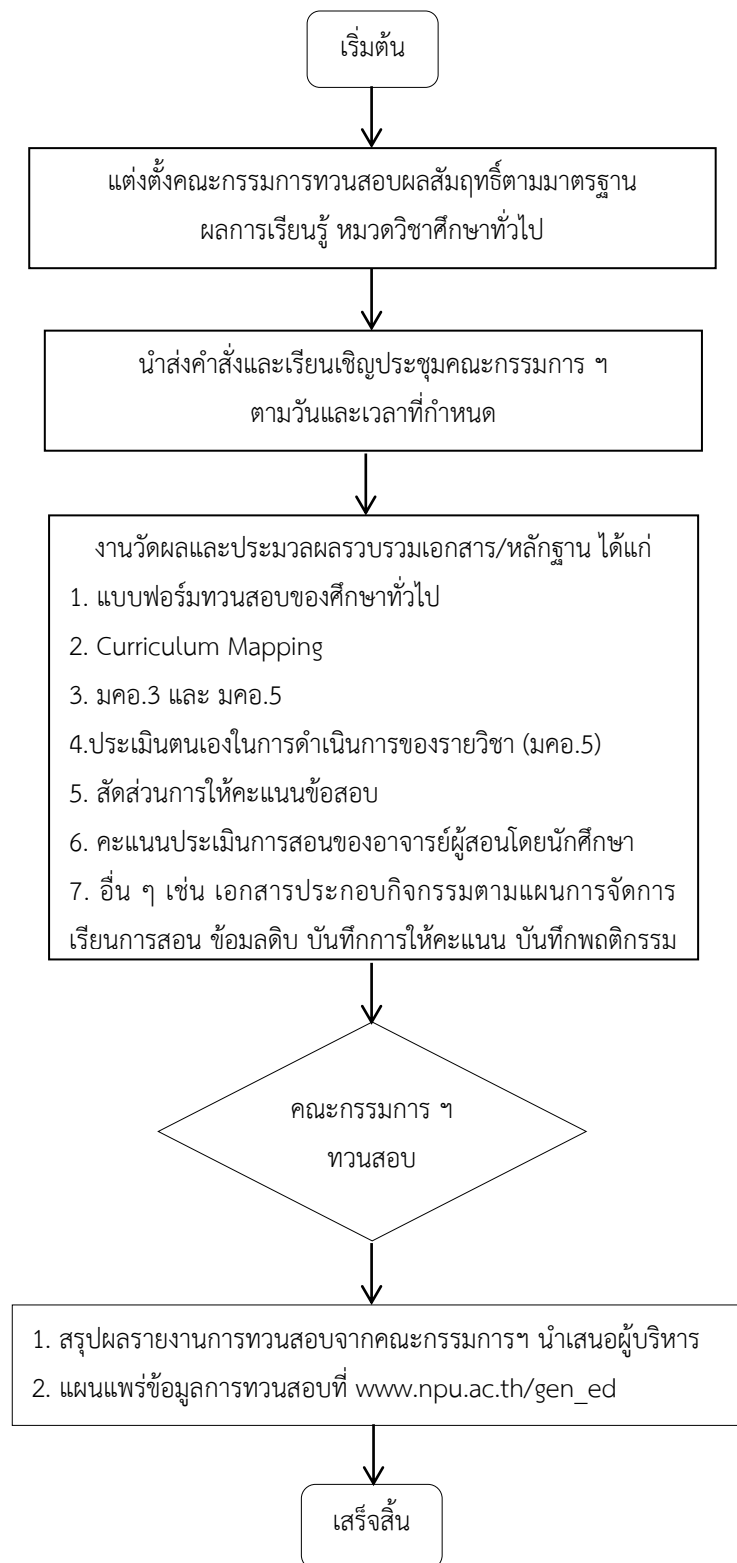 เริ่มต้น
แต่งตั้งคณะกรรมการทวนสอบผลสัมฤทธิ์ตามมาตรฐาน
ผลการเรียนรู้ หมวดวิชาศึกษาทั่วไป
นำส่งคำสั่งและเรียนเชิญประชุมคณะกรรมการ ฯ
ตามวันและเวลาที่กำหนด
งานวัดผลและประมวลผลรวบรวมเอกสาร/หลักฐาน ได้แก่
1. แบบฟอร์มทวนสอบของศึกษาทั่วไป
2. Curriculum Mapping
3. มคอ.3 และ มคอ.5
4.ประเมินตนเองในการดำเนินการของรายวิชา (มคอ.5)
5. สัดส่วนการให้คะแนนข้อสอบ
6. คะแนนประเมินการสอนของอาจารย์ผู้สอนโดยนักศึกษา
7. อื่น ๆ เช่น เอกสารประกอบกิจกรรมตามแผนการจัดการ
เรียนการสอน ข้อมูลดิบ บันทึกการให้คะแนน บันทึกพฤติกรรม
คณะกรรมการ ฯ
ทวนสอบ
1. สรุปผลรายงานการทวนสอบจากคณะกรรมการฯ นำเสนอผู้บริหาร
2. แผนแพร่ข้อมูลการทวนสอบที่ www.npu.ac.th/gen_ed
เสร็จสิ้น